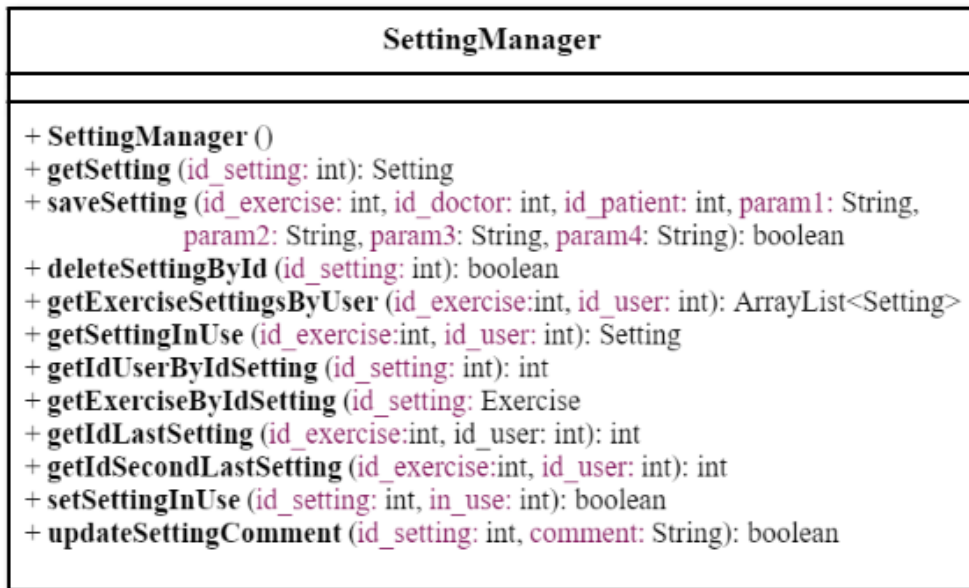 SettingManager
+ SettingManager ()
+ getSetting (id_setting: int): Setting
+ saveSetting (id_exercise: int, id_doctor: int, id_patient: int, param1: String,
param2: String, param3: String, param4: String): boolean
+ deleteSettingById (id_setting: int): boolean
+ getExerciseSettingsByUser (id_exercise:int, id_user: int): ArrayList<Setting>
+ getSettingInUse (id_exercise:int, id_user: int): Setting
+ getIdUserByIdSetting (id_setting: int): int
+ getExerciseByIdSetting (id_setting: Exercise
+ getIdLastSetting (id_exercise:int, id_user: int): int
+ getIdSecondLastSetting (id_exercise:int, id_user: int): int
+ setSettingInUse (id_setting: int, in_use: int): boolean
+ updateSettingComment (id_setting: int, comment: String): boolean